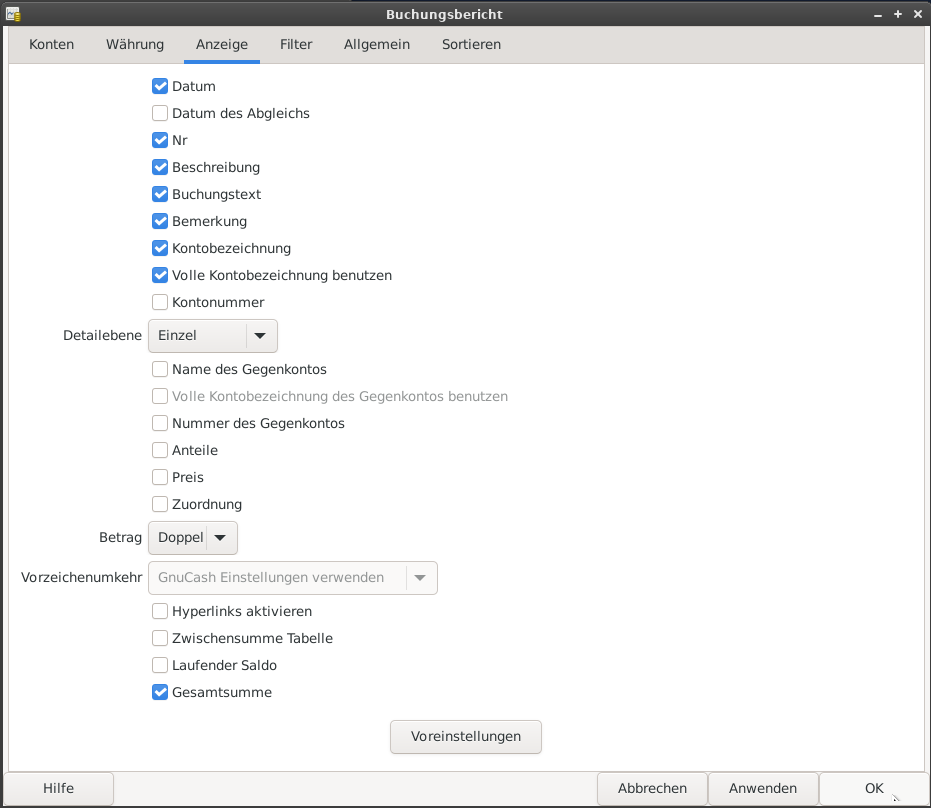 Buchungsbericht
Konten Währung Anzeige Filter Allgemein Sortieren
Datum
Datum des Abgleichs
Nr
Beschreibung
Buchungstext
Bemerkung
Kontobezeichnung
Volle Kontobezeichnung benutzen
Kontonummer
Detailebene Einzel
Name des Gegenkontos
Volle Kontobezeichnung des Gegenkontos benutzen
Nummer des Gegenkontos
Anteile
Preis
Zuordnung
Betrag Doppel
Vorzeichenumkehr GnuCash Einstellungen verwenden
Hyperlinks aktivieren
Zwischensumme Tabelle
Laufender Saldo
Gesamtsumme
Voreinstellungen
Hilfe Abbrechen Anwenden OK